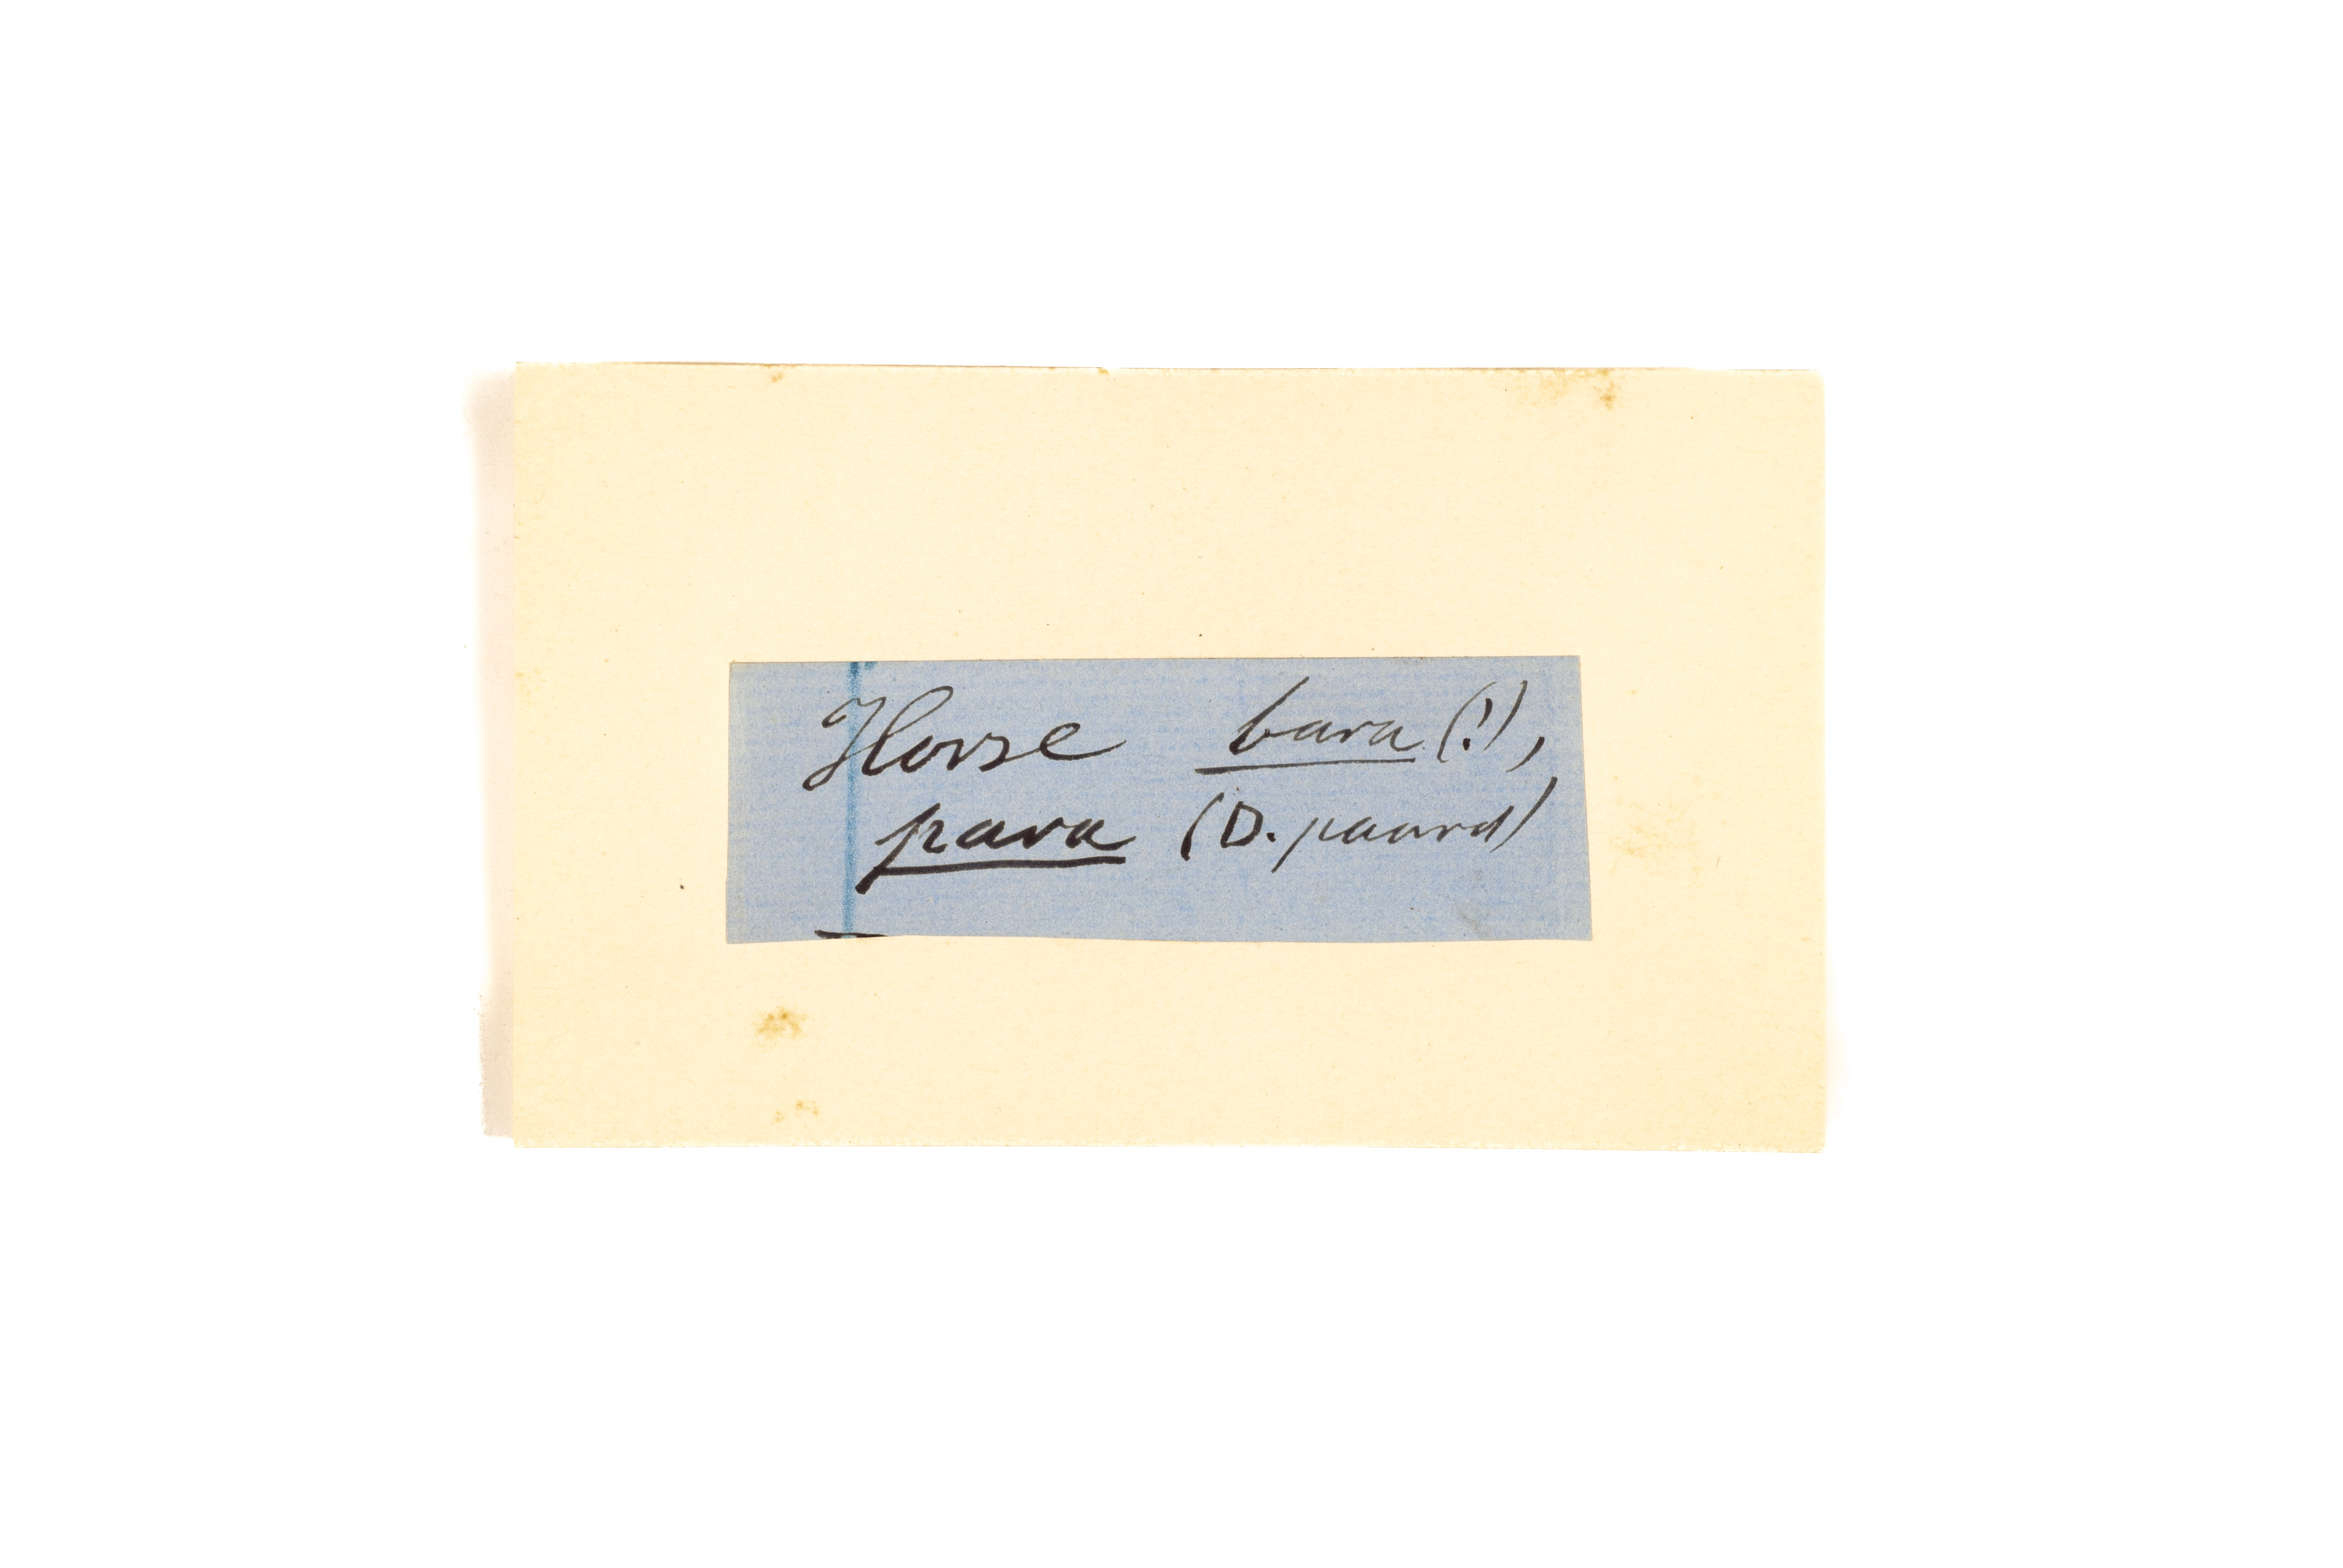 Horse bara (!),
para (D. paard)